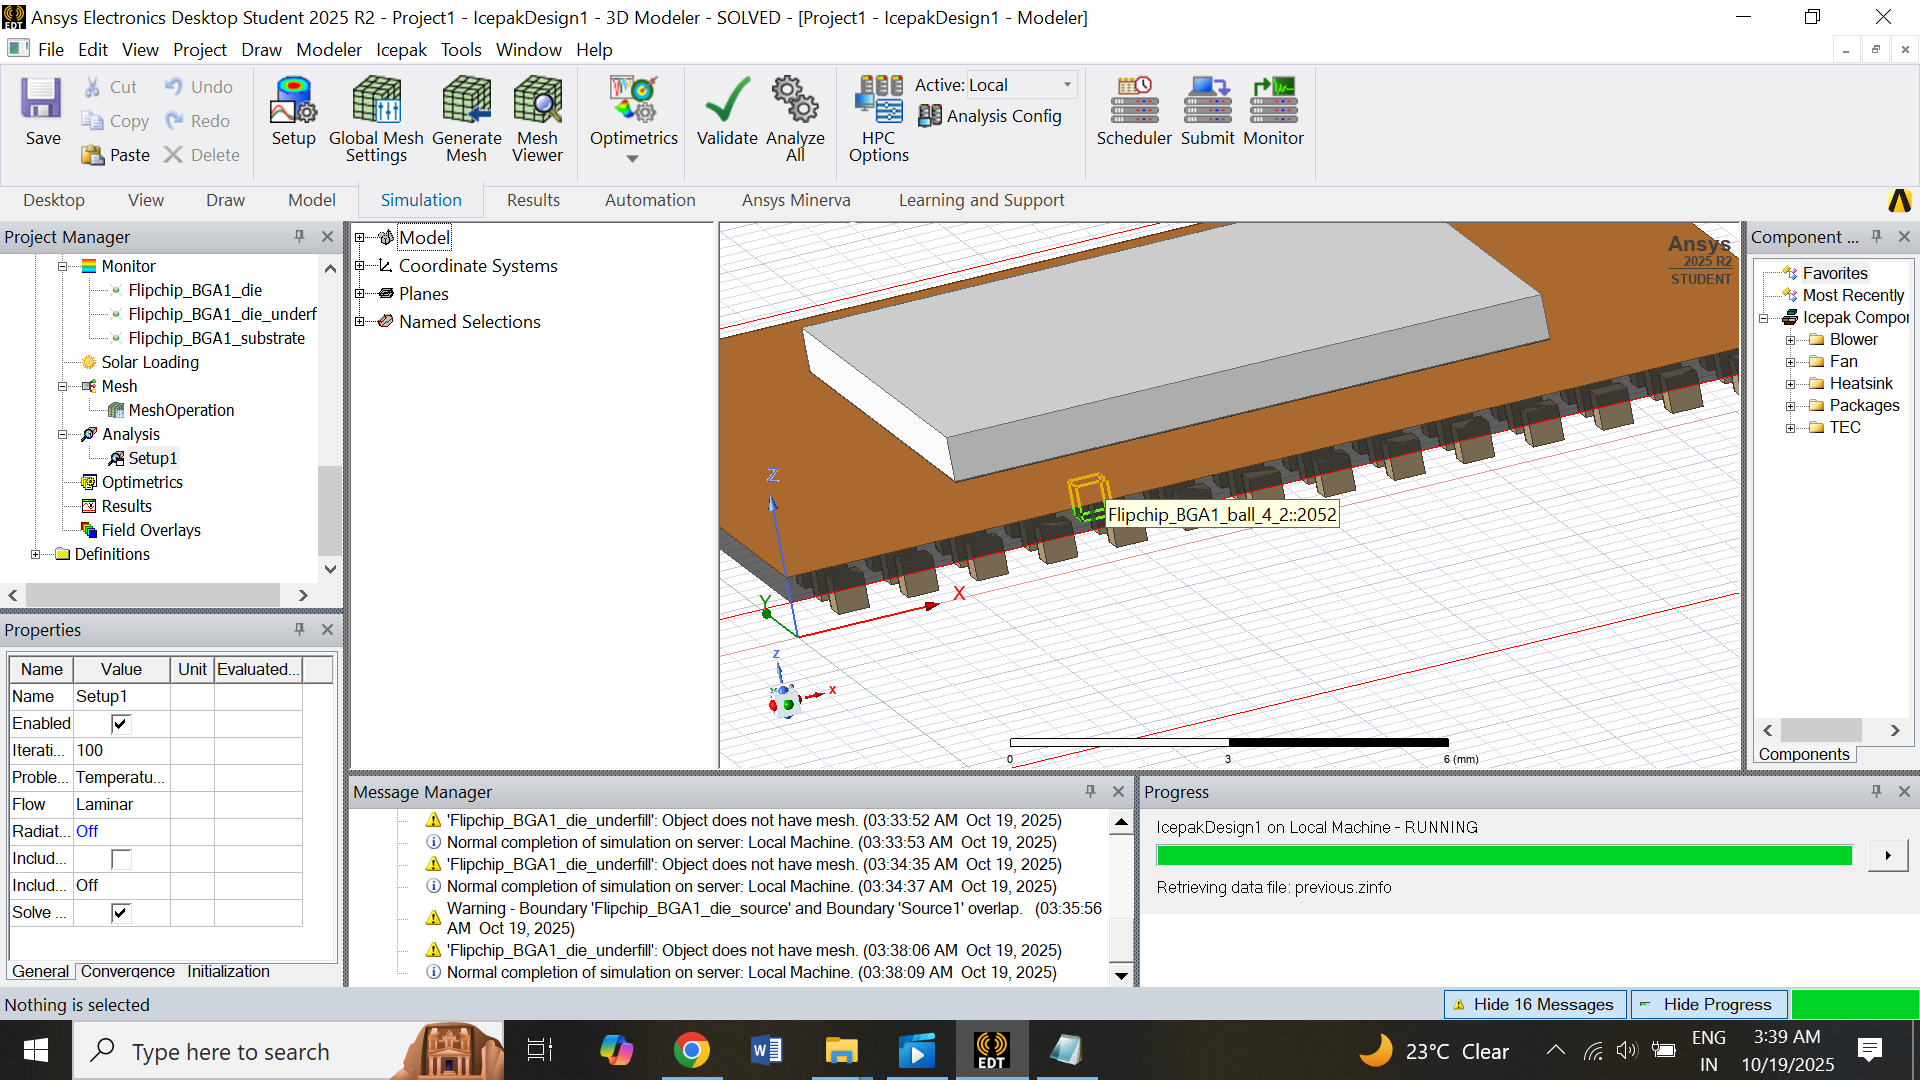 Ansys Electronics Desktop Student 2025 R2 - Project1 - IcepakDesign1 - 3D Modeler - SOLVED - [Project1 - IcepakDesign1 - Modeler]
File Edit View Project Draw Modeler Icepak Tools Window Help
Save
Cut
Copy
Paste
Undo
Redo
Delete
Setup
Global Mesh Settings
Generate Mesh
Mesh Viewer
Optimetrics
Validate
Analyze All
HPC Options
Active: Local
Analysis Config
Scheduler
Submit
Monitor
Desktop View Draw Model Simulation Results Automation Ansys Minerva Learning and Support
Project Manager
Monitor
Flipchip_BGA1_die
Flipchip_BGA1_die_underf
Flipchip_BGA1_substrate
Solar Loading
Mesh
MeshOperation
Analysis
Setup1
Optimetrics
Results
Field Overlays
Definitions
Properties
Name Value Unit Evaluated...
Name Setup1
Enabled
Iterati... 100
Proble... Temperatu...
Flow Laminar
Radiat... Off
Includ...
Includ... Off
Solve ...
General Convergence Initialization
Model
Coordinate Systems
Planes
Named Selections
Ansys
2025 R2
STUDENT
Flipchip_BGA1_ball_4_2::2052
Z
Y
X
z
x
0 3 6 (mm)
Component ...
Favorites
Most Recently
Icepak Compor
Blower
Fan
Heatsink
Packages
TEC
Components
Message Manager
'Flipchip_BGA1_die_underfill': Object does not have mesh. (03:33:52 AM Oct 19, 2025)
Normal completion of simulation on server: Local Machine. (03:33:53 AM Oct 19, 2025)
'Flipchip_BGA1_die_underfill': Object does not have mesh. (03:34:35 AM Oct 19, 2025)
Normal completion of simulation on server: Local Machine. (03:34:37 AM Oct 19, 2025)
Warning - Boundary 'Flipchip_BGA1_die_source' and Boundary 'Source1' overlap. (03:35:56
AM Oct 19, 2025)
'Flipchip_BGA1_die_underfill': Object does not have mesh. (03:38:06 AM Oct 19, 2025)
Normal completion of simulation on server: Local Machine. (03:38:09 AM Oct 19, 2025)
Progress
IcepakDesign1 on Local Machine - RUNNING
Retrieving data file: previous.zinfo
Nothing is selected
Hide 16 Messages
Hide Progress
Type here to search
EDT
23°C Clear
ENG
IN
3:39 AM
10/19/2025